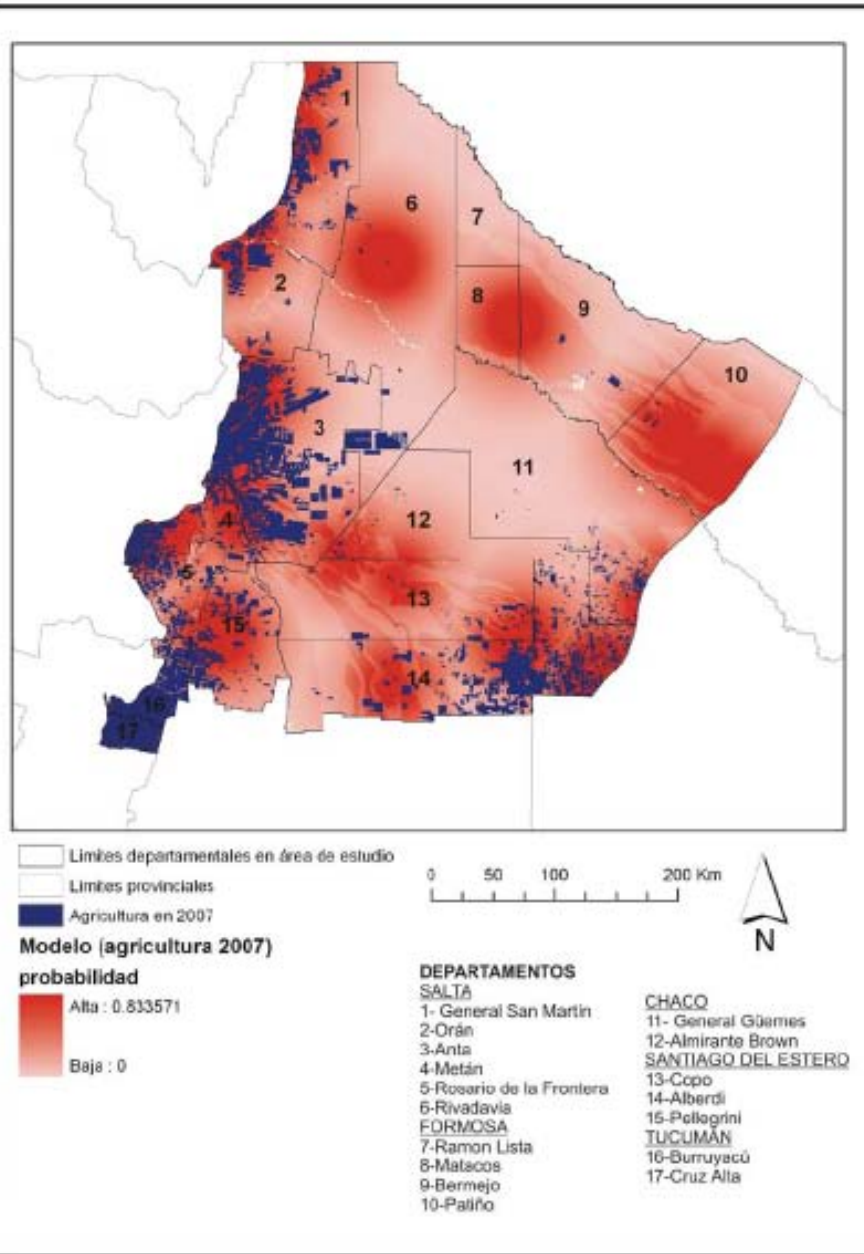 1
6
7
2
8
9
10
3
11
4
12
5
13
15
14
16
17
Limites departamentales en área de estudio
Limites provinciales
Agricultura en 2007
Modelo (agricultura 2007)
probabilidad
Alta : 0.833571
Baja : 0
0 50 100 200 Km
N
DEPARTAMENTOS
SALTA
1- General San Martín
2-Orán
3-Anta
4-Metán
5-Rosario de la Frontera
6-Rivadavia
FORMOSA
7-Ramon Lista
8-Matacos
9-Bermejo
10-Patiño
CHACO
11- General Güemes
12-Almirante Brown
SANTIAGO DEL ESTERO
13-Copo
14-Alberdi
15-Pellegrini
TUCUMÁN
16-Burruyacú
17-Cruz Alta